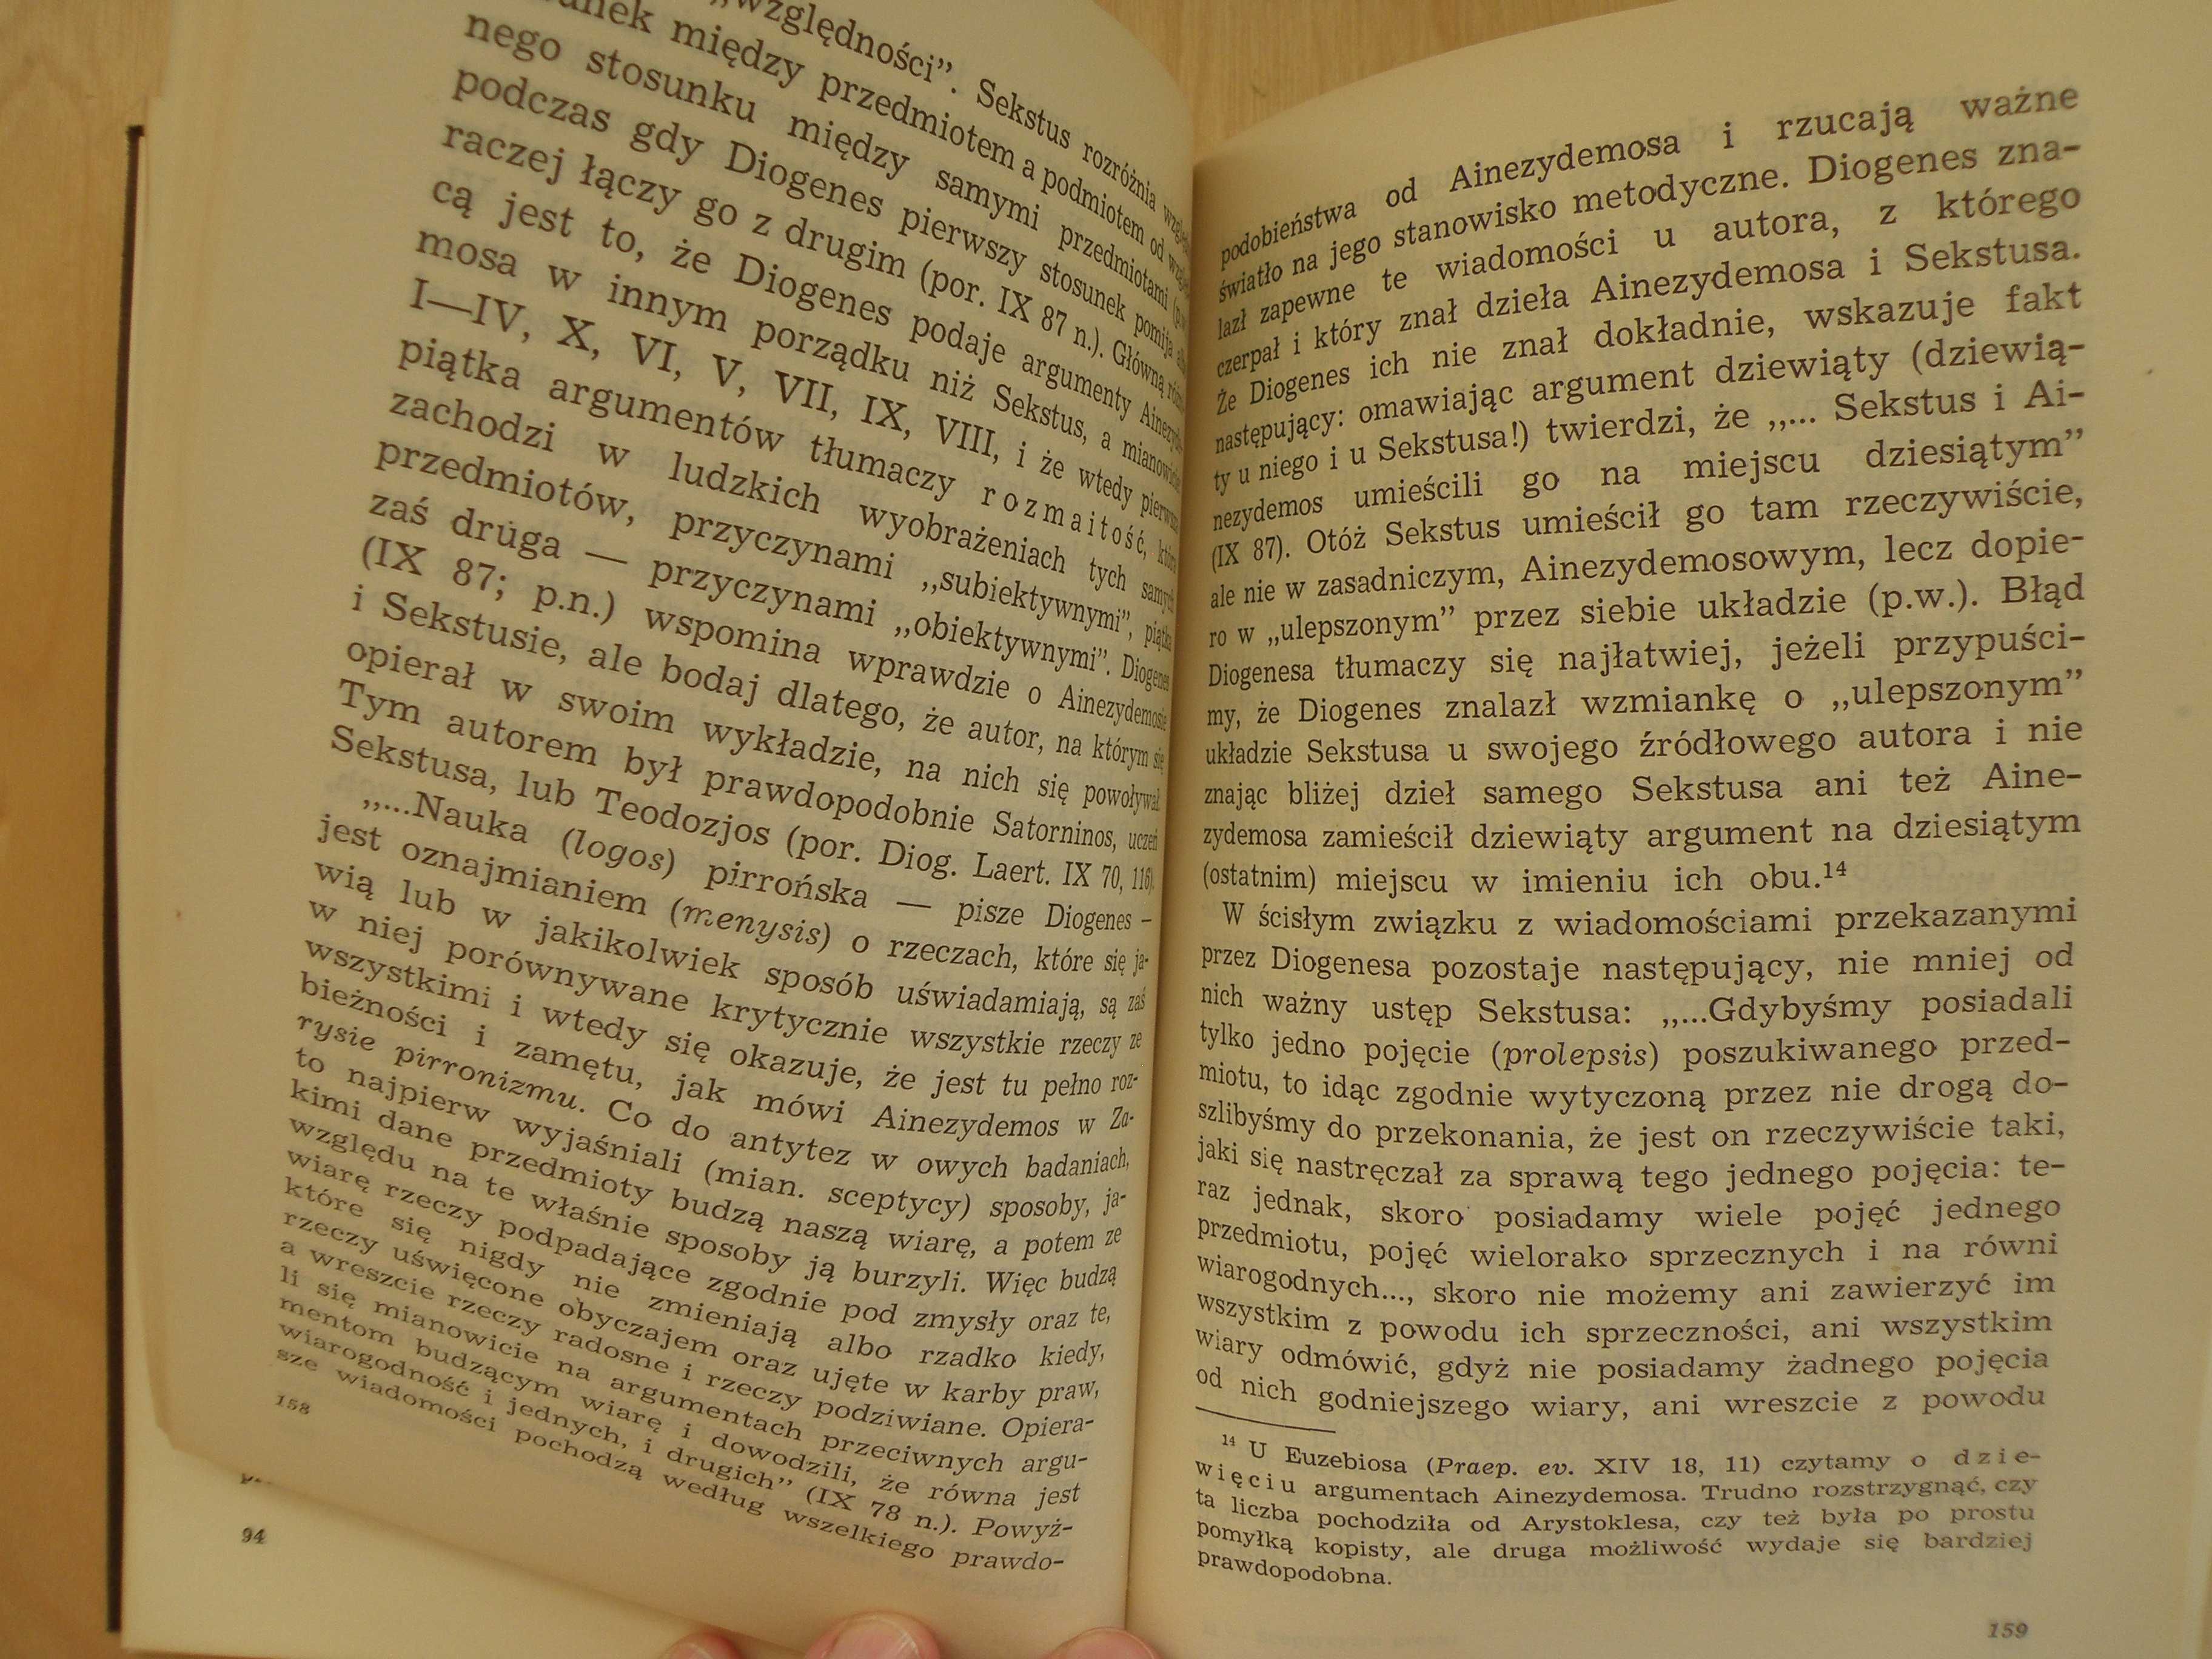 względności”. Sekstus rozróżnia
między przedmiotem a podmiotem od
nego stosunku między samymi przedmiotami
podczas gdy Diogenes pierwszy stosunek pomija
raczej łączy go z drugim (por. IX 87 n.). Główną
cą jest to, że Diogenes podaje argumenty
mosa w innym porządku niż Sekstus, a
I—IV, X, VI, V, VII, IX, VIII, i że wtedy
piątka argumentów tłumaczy rozmaitość,
zachodzi w ludzkich wyobrażeniach tych
przedmiotów, przyczynami „subiektywnymi”,
zaś druga — przyczynami „obiektywnymi”.
(IX 87; p.n.) wspomina wprawdzie o Ainezydemosie
i Sekstusie, ale bodaj dlatego, że autor, na którym się
opierał w swoim wykładzie, na nich się powoływał.
Tym autorem był prawdopodobnie Satorninos, uczeń
Sekstusa, lub Teodozjos (por. Diog. Laert. IX 70, 116).
„...Nauka (logos) pirrońska — pisze Diogenes –
jest oznajmianiem (menysis) o rzeczach, które się ja-
wią lub w jakikolwiek sposób uświadamiają, są zaś
w niej porównywane krytycznie wszystkie rzeczy ze
wszystkimi i wtedy się okazuje, że jest tu pełno roz-
bieżności i zamętu, jak mówi Ainezydemos w Za-
rysie pirronizmu. Co do antytez w owych badaniach,
to najpierw wyjaśniali (mian. sceptycy) sposoby, ja-
kimi dane przedmioty budzą naszą wiarę, a potem ze
względu na te właśnie sposoby ją burzyli. Więc budzą
wiarę rzeczy podpadające zgodnie pod zmysły oraz te,
które się nigdy nie zmieniają albo rzadko kiedy,
rzeczy uświęcone obyczajem oraz ujęte w karby praw,
a wreszcie rzeczy radosne i rzeczy podziwiane. Opiera-
li się mianowicie na argumentach przeciwnych argu-
mentom budzącym wiarę i dowodzili, że równa jest
wiarogodność i jednych, i drugich” (IX 78 n.). Powyż-
sze wiadomości pochodzą według wszelkiego prawdo-
158
94
podobieństwa od Ainezydemosa i rzucają ważne
światło na jego stanowisko metodyczne. Diogenes zna-
lazł zapewne te wiadomości u autora, z którego
czerpał i który znał dzieła Ainezydemosa i Sekstusa.
Że Diogenes ich nie znał dokładnie, wskazuje fakt
następujący: omawiając argument dziewiąty (dziewią-
ty u niego i u Sekstusa!) twierdzi, że „... Sekstus i Ai-
nezydemos umieścili go na miejscu dziesiątym”
(IX 87). Otóż Sekstus umieścił go tam rzeczywiście,
ale nie w zasadniczym, Ainezydemosowym, lecz dopie-
ro w „ulepszonym” przez siebie układzie (p.w.). Błąd
Diogenesa tłumaczy się najłatwiej, jeżeli przypuści-
my, że Diogenes znalazł wzmiankę o „ulepszonym”
układzie Sekstusa u swojego źródłowego autora i nie
znając bliżej dzieł samego Sekstusa ani też Aine-
zydemosa zamieścił dziewiąty argument na dziesiątym
(ostatnim) miejscu w imieniu ich obu.¹⁴
W ścisłym związku z wiadomościami przekazanymi
przez Diogenesa pozostaje następujący, nie mniej od
nich ważny ustęp Sekstusa: „...Gdybyśmy posiadali
tylko jedno pojęcie (prolepsis) poszukiwanego przed-
miotu, to idąc zgodnie wytyczoną przez nie drogą do-
szlibyśmy do przekonania, że jest on rzeczywiście taki,
jaki się nastręczał za sprawą tego jednego pojęcia: te-
raz jednak, skoro posiadamy wiele pojęć jednego
przedmiotu, pojęć wielorako sprzecznych i na równi
wiarogodnych..., skoro nie możemy ani zawierzyć im
wszystkim z powodu ich sprzeczności, ani wszystkim
wiary odmówić, gdyż nie posiadamy żadnego pojęcia
od nich godniejszego wiary, ani wreszcie z powodu
¹⁴ U Euzebiosa (Praep. ev. XIV 18, 11) czytamy o dzie-
więciu argumentach Ainezydemosa. Trudno rozstrzygnąć, czy
ta liczba pochodziła od Arystoklesa, czy też była po prostu
pomyłką kopisty, ale druga możliwość wydaje się bardziej
prawdopodobna.
159